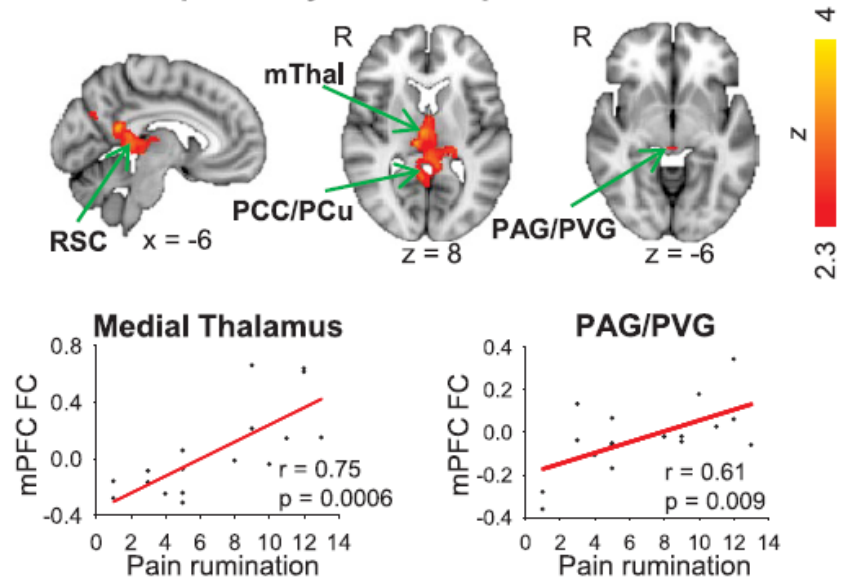 R
R
4
mThal
z
PCC/PCu
PAG/PVG
RSC
x = -6
z = 8
z = -6
2.3
Medial Thalamus
0.8
0.4
0.0
-0.4
mPFC FC
r = 0.75
p = 0.0006
0 2 4 6 8 10 12 14
Pain rumination
PAG/PVG
0.4
0.2
0.0
-0.2
-0.4
mPFC FC
r = 0.61
p = 0.009
0 2 4 6 8 10 12 14
Pain rumination